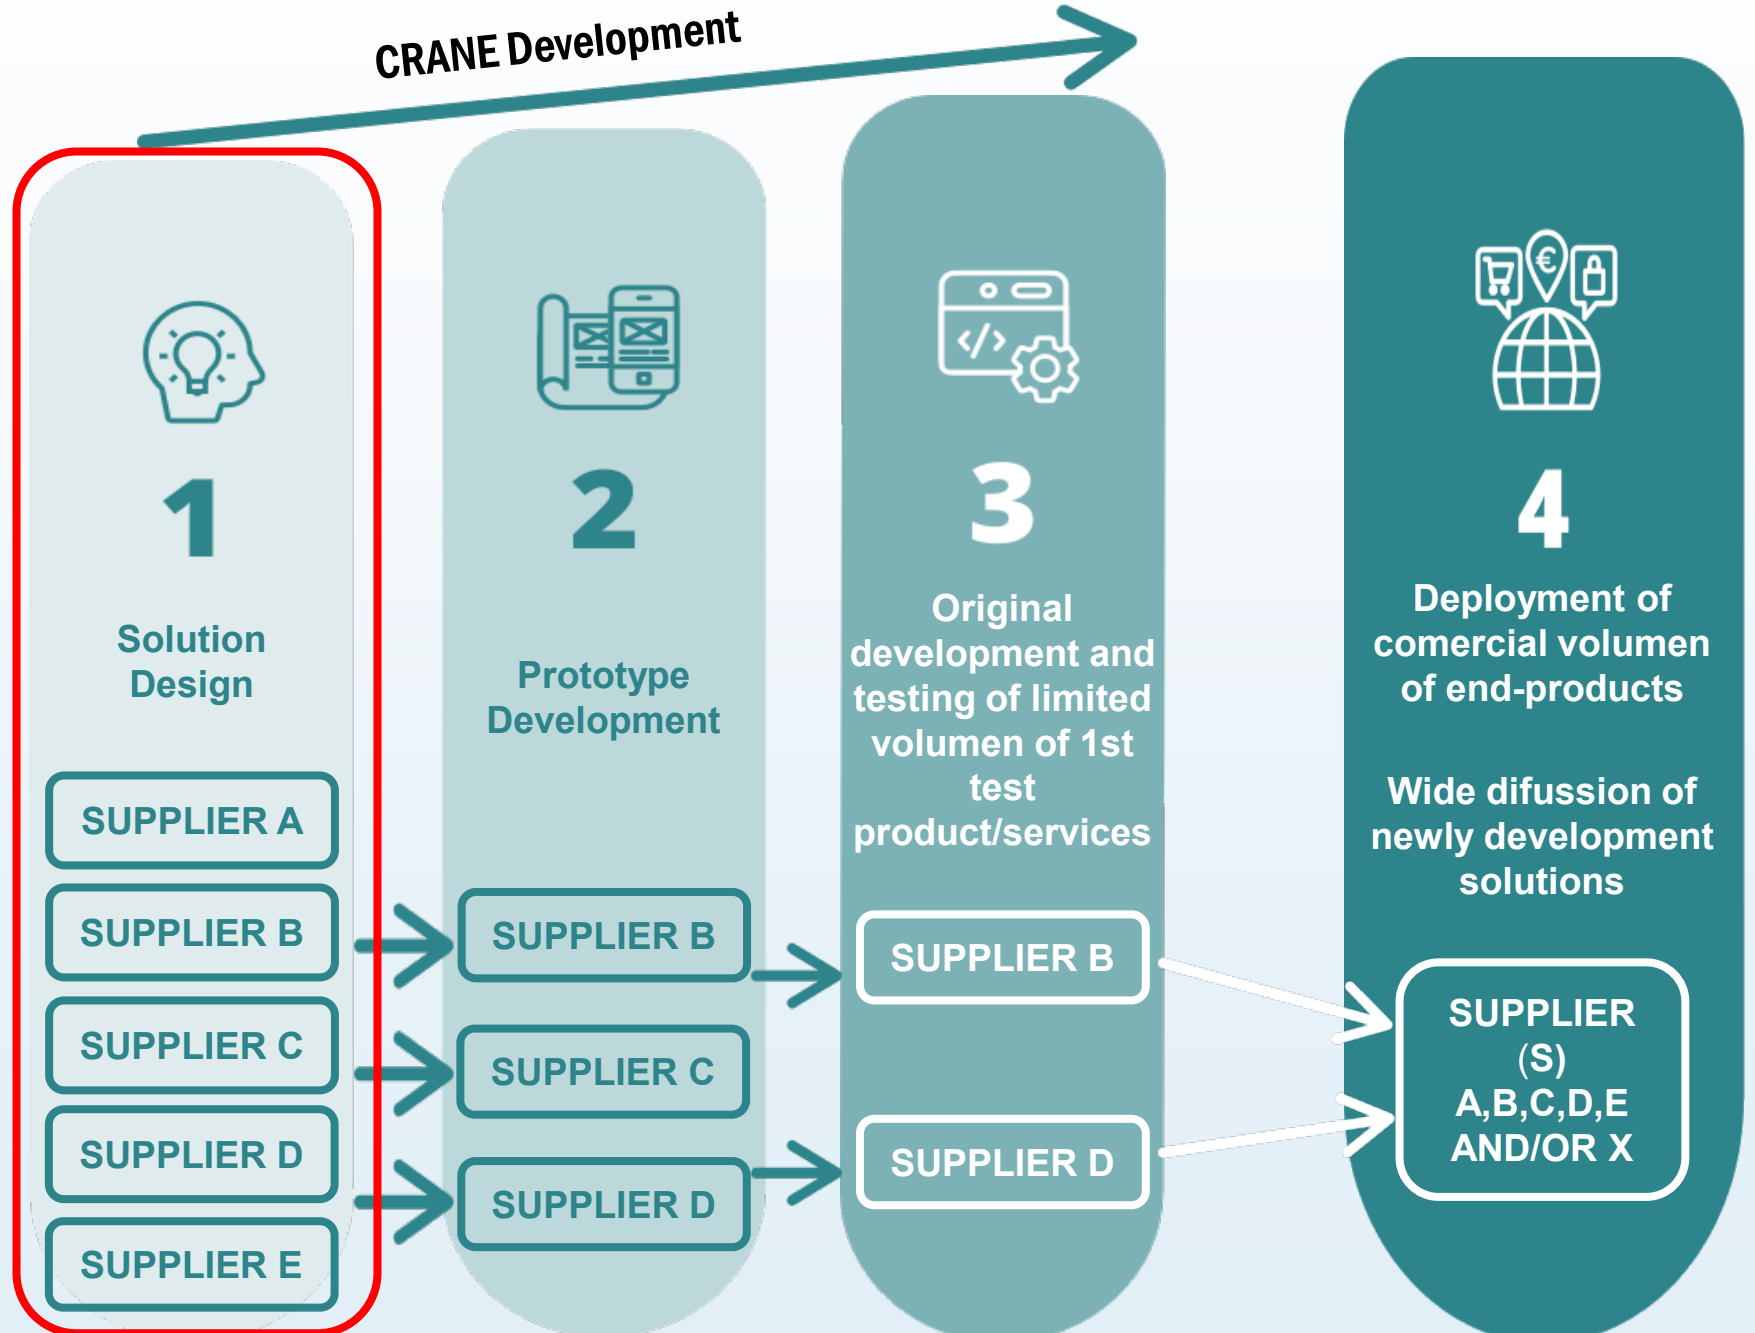 CRANE Development
1
Solution
Design
SUPPLIER A
SUPPLIER B
SUPPLIER C
SUPPLIER D
SUPPLIER E
2
Prototype
Development
SUPPLIER B
SUPPLIER C
SUPPLIER D
3
Original
development and
testing of limited
volumen of 1st
test
product/services
SUPPLIER B
SUPPLIER D
€
4
Deployment of
comercial volumen
of end-products
Wide difussion of
newly development
solutions
SUPPLIER
(S)
A,B,C,D,E
AND/OR X